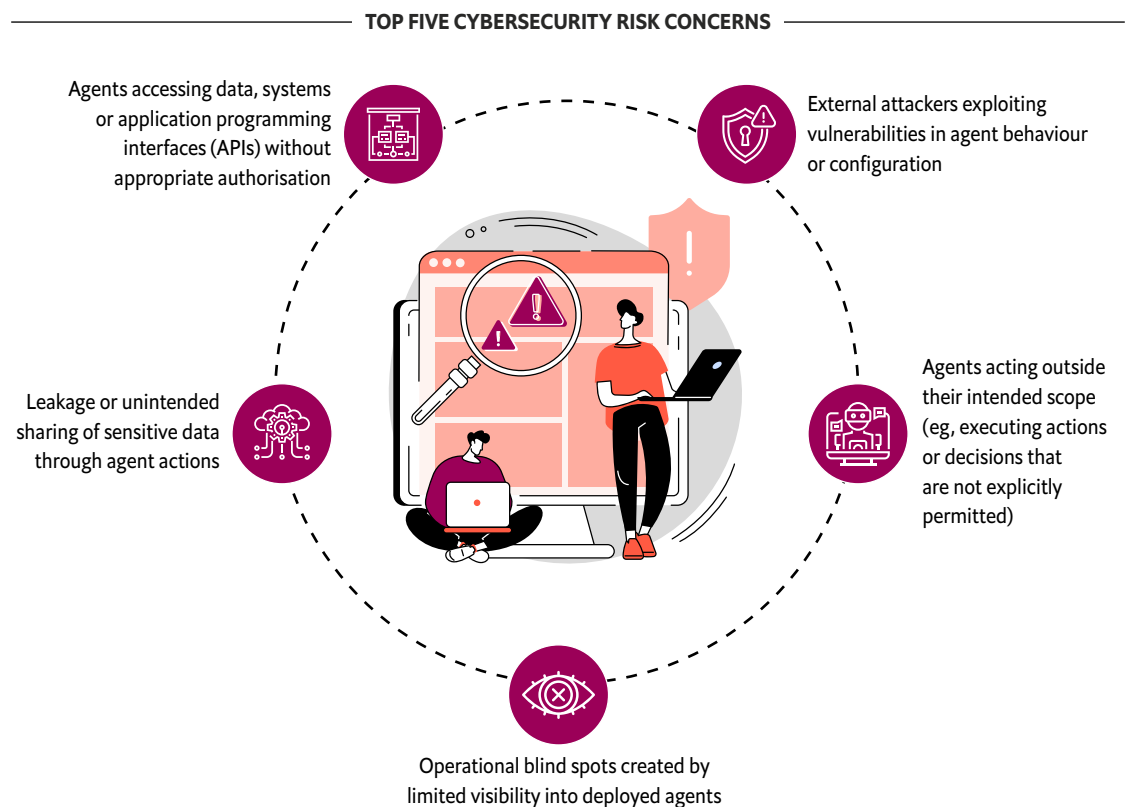 TOP FIVE CYBERSECURITY RISK CONCERNS
Agents accessing data, systems
or application programming
interfaces (APIs) without
appropriate authorisation
External attackers exploiting
vulnerabilities in agent behaviour
or configuration
Leakage or unintended
sharing of sensitive data
through agent actions
Agents acting outside
their intended scope
(eg, executing actions
or decisions that
are not explicitly
permitted)
Operational blind spots created by
limited visibility into deployed agents